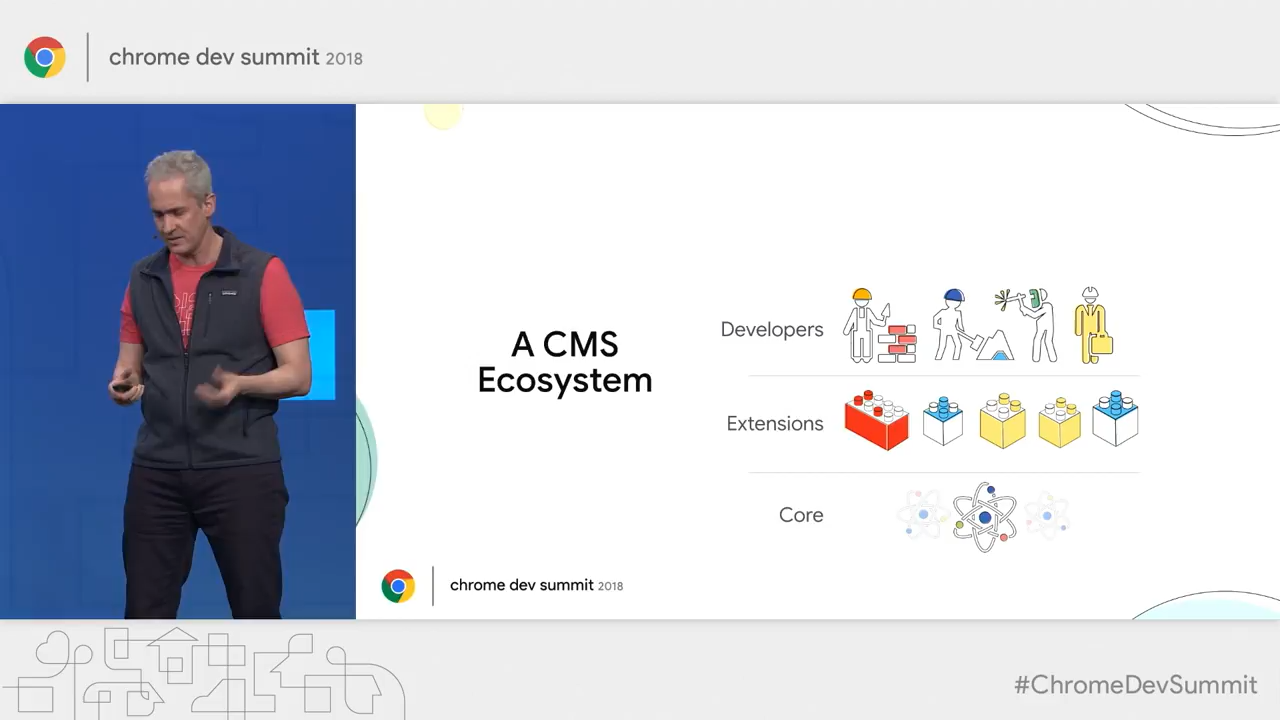 chrome dev summit 2018
A CMS
Ecosystem
Developers
Extensions
Core
chrome dev summit 2018
#ChromeDevSummit